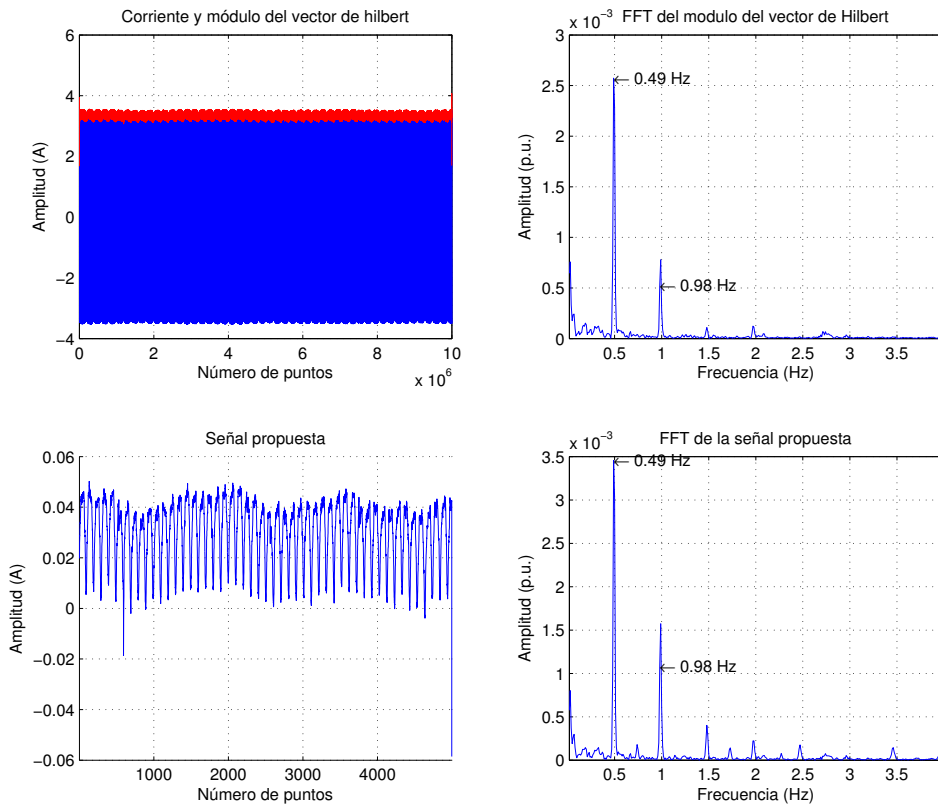 Corriente y módulo del vector de hilbert
6
4
2
0
−2
−4
0
2
4
6
8
10
x 10⁶
Amplitud (A)
Número de puntos
FFT del modulo del vector de Hilbert
x 10⁻³
3
2.5
2
1.5
1
0.5
0
0.5
1
1.5
2
2.5
3
3.5
Amplitud (p.u.)
Frecuencia (Hz)
← 0.49 Hz
← 0.98 Hz
Señal propuesta
0.06
0.04
0.02
0
−0.02
−0.04
−0.06
1000
2000
3000
4000
Amplitud (A)
Número de puntos
FFT de la señal propuesta
x 10⁻³
3.5
3
2.5
2
1.5
1
0.5
0
0.5
1
1.5
2
2.5
3
3.5
Amplitud (p.u.)
Frecuencia (Hz)
← 0.49 Hz
← 0.98 Hz